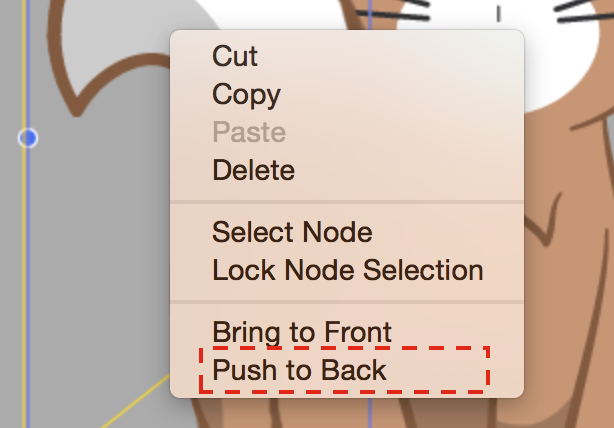 Cut
Copy
Paste
Delete
Select Node
Lock Node Selection
Bring to Front
Push to Back